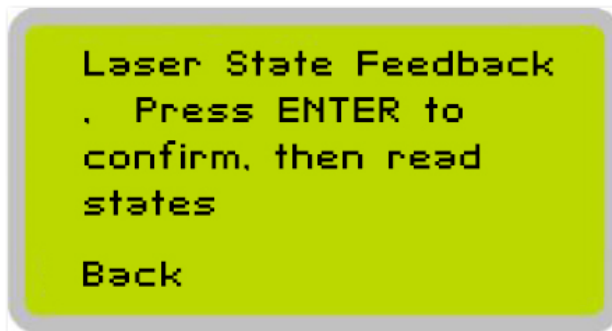 Laser State Feedback
.  Press ENTER to
confirm, then read
states
Back